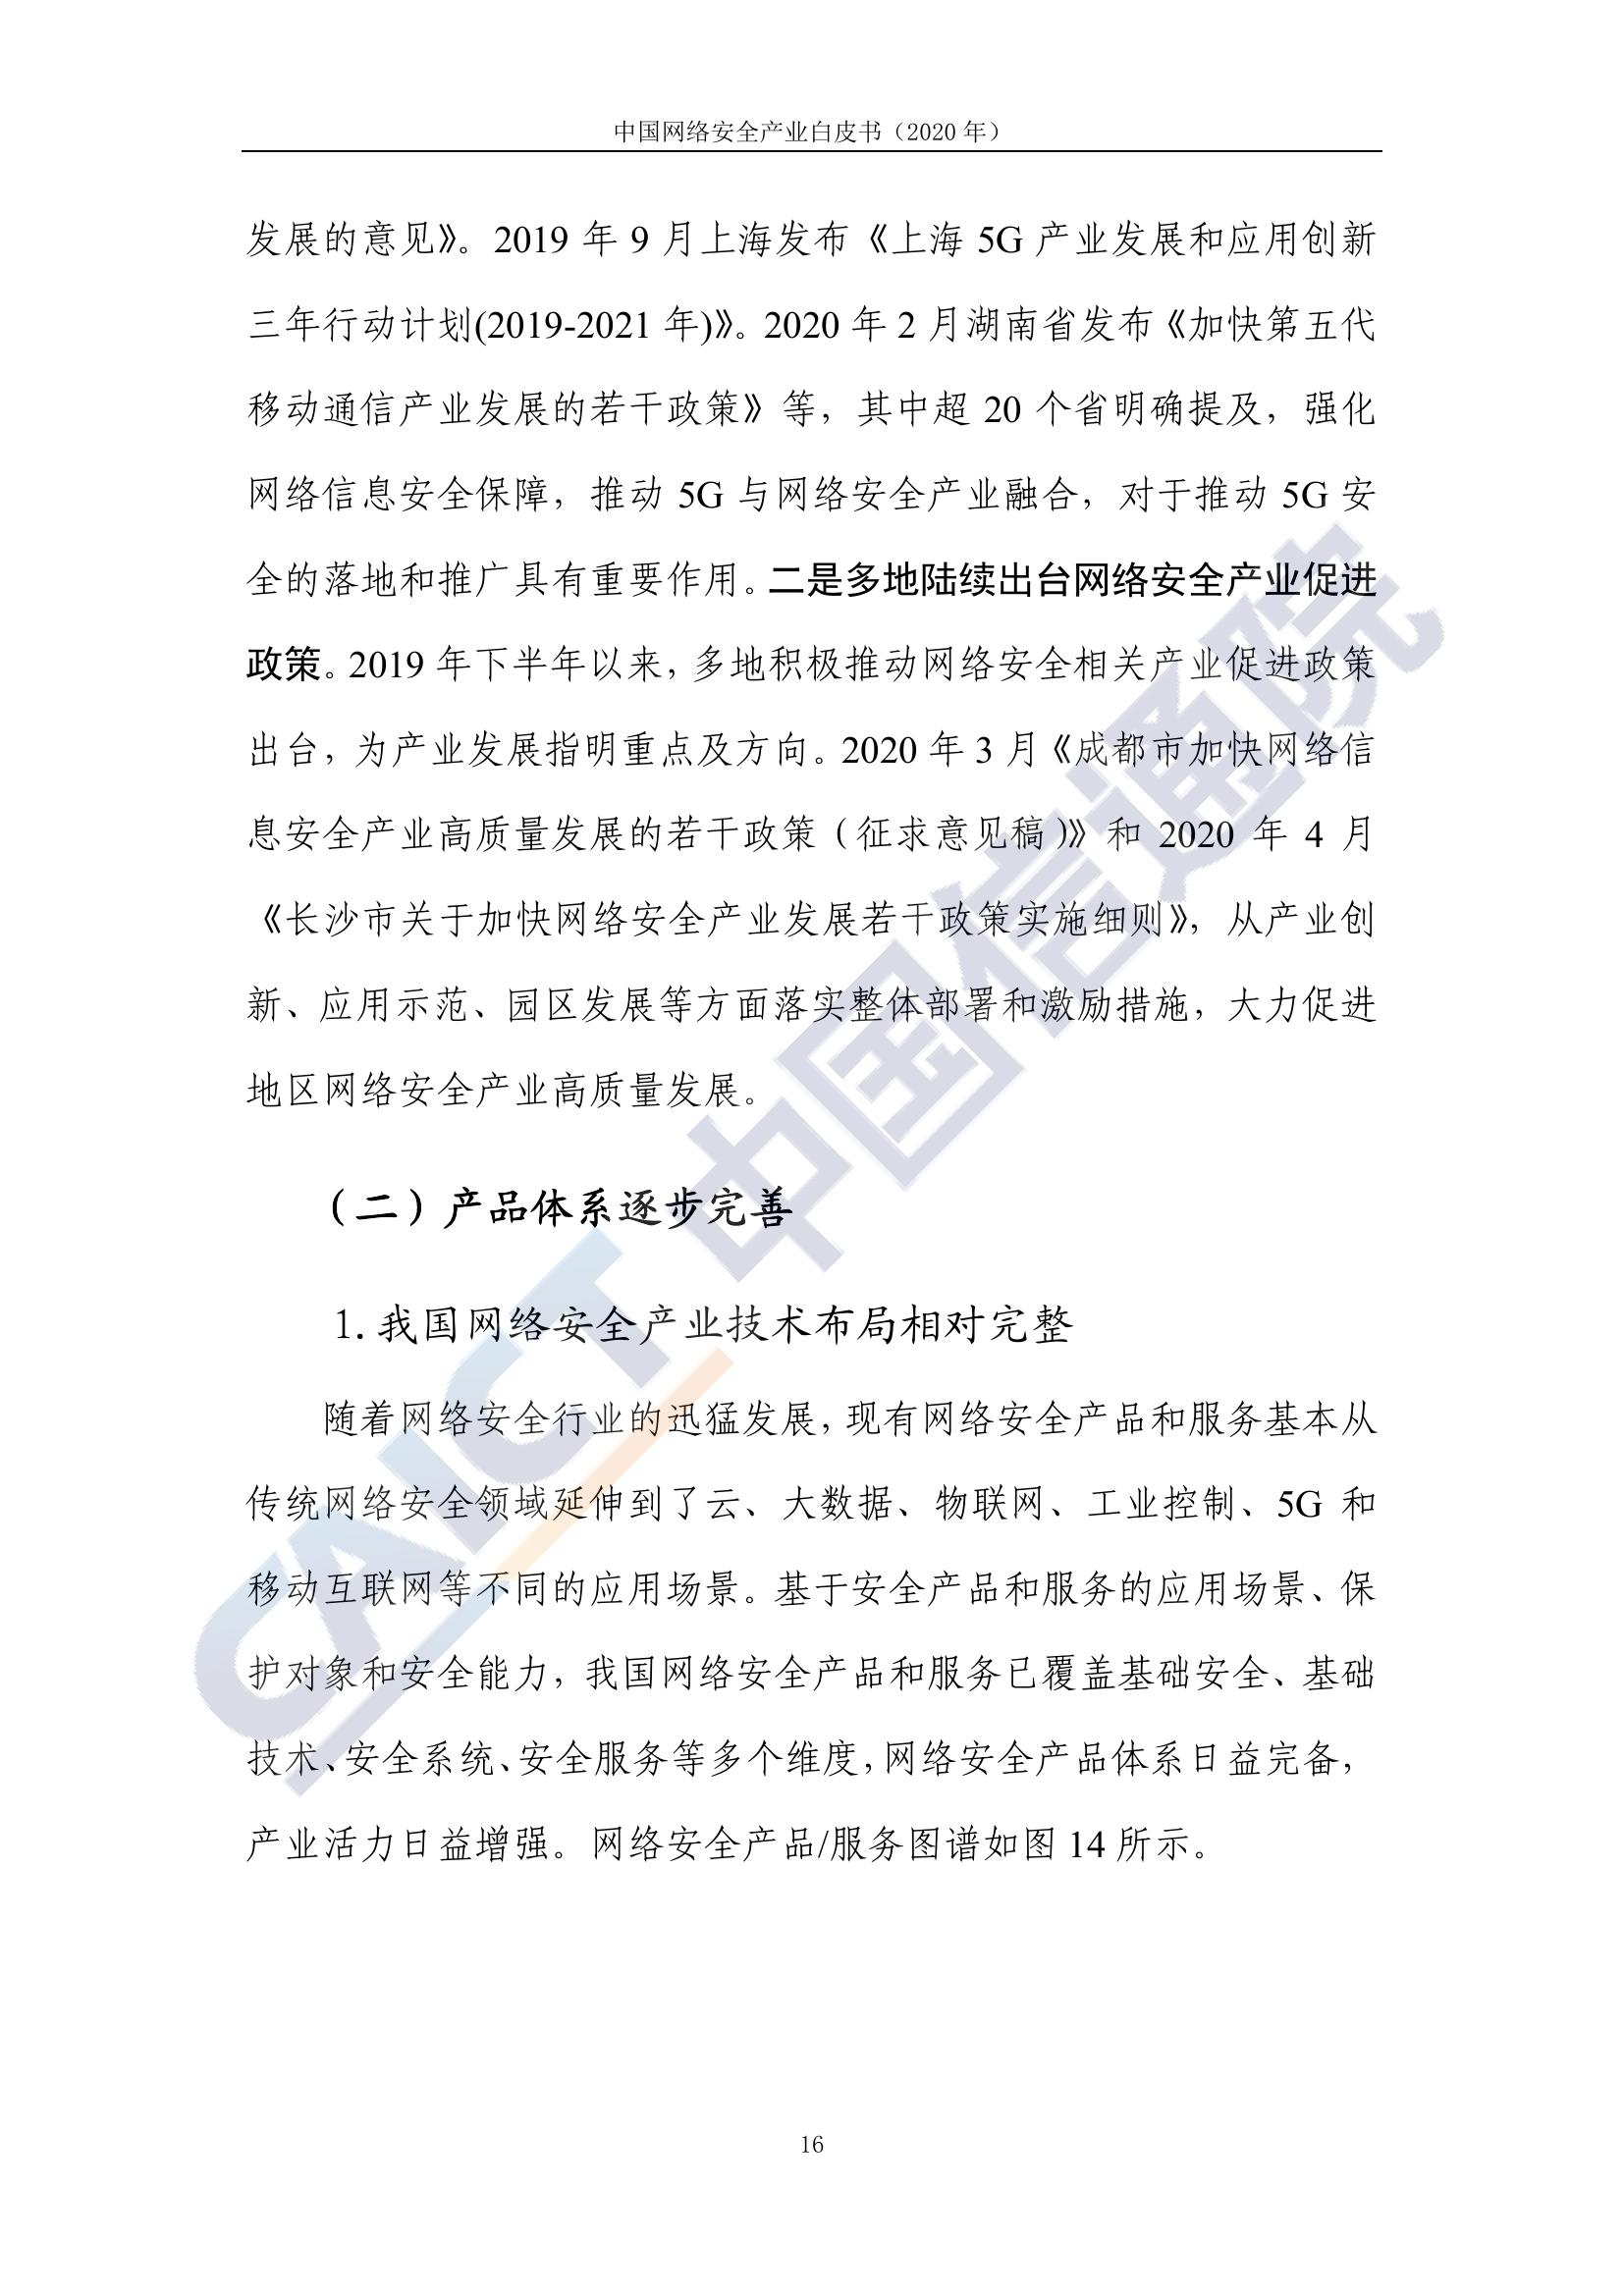 中国网络安全产业白皮书（2020 年）
发展的意见》。2019 年 9 月上海发布《上海 5G 产业发展和应用创新
三年行动计划(2019-2021 年)》。2020 年 2 月湖南省发布《加快第五代
移动通信产业发展的若干政策》等，其中超 20 个省明确提及，强化
网络信息安全保障，推动 5G 与网络安全产业融合，对于推动 5G 安
全的落地和推广具有重要作用。二是多地陆续出台网络安全产业促进
政策。2019 年下半年以来，多地积极推动网络安全相关产业促进政策
出台，为产业发展指明重点及方向。2020 年 3 月《成都市加快网络信
息安全产业高质量发展的若干政策（征求意见稿）》和 2020 年 4 月
《长沙市关于加快网络安全产业发展若干政策实施细则》，从产业创
新、应用示范、园区发展等方面落实整体部署和激励措施，大力促进
地区网络安全产业高质量发展。
（二）产品体系逐步完善
1.我国网络安全产业技术布局相对完整
随着网络安全行业的迅猛发展，现有网络安全产品和服务基本从
传统网络安全领域延伸到了云、大数据、物联网、工业控制、5G 和
移动互联网等不同的应用场景。基于安全产品和服务的应用场景、保
护对象和安全能力，我国网络安全产品和服务已覆盖基础安全、基础
技术、安全系统、安全服务等多个维度，网络安全产品体系日益完备，
产业活力日益增强。网络安全产品/服务图谱如图 14 所示。
CAICT 中国信通院
16